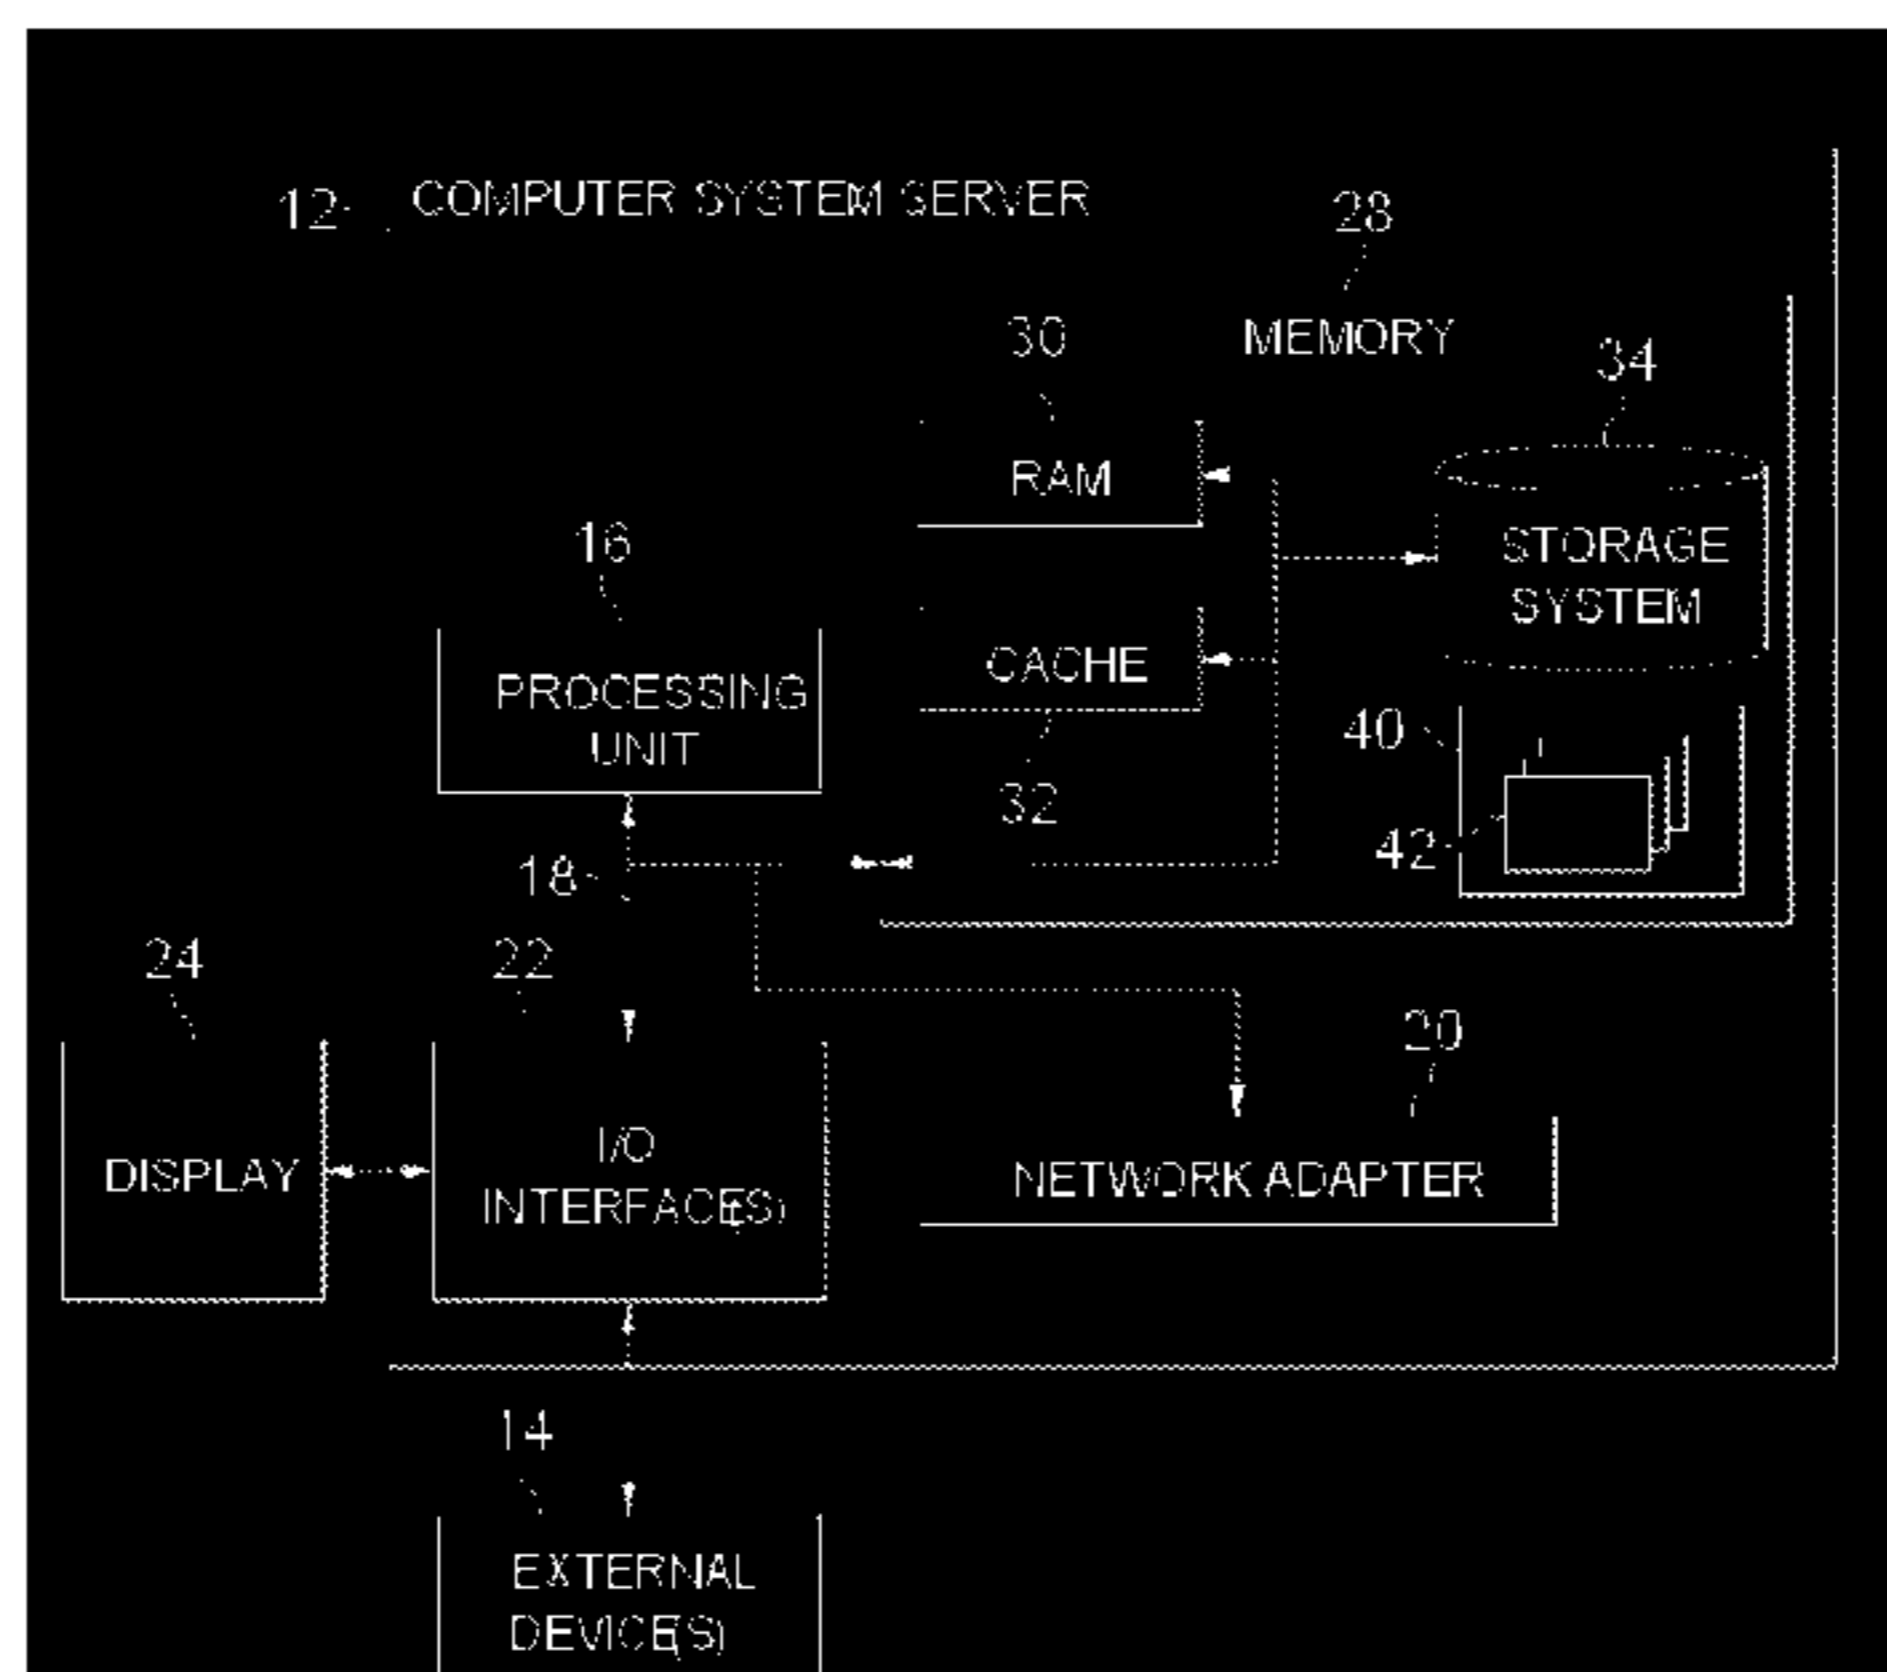 12 COMPUTER SYSTEM SERVER
28
30
MEMORY
34
RAM
16
STORAGE
SYSTEM
CACHE
PROCESSING
UNIT
40
32
42
18
24
22
20
I/O
INTERFACE(S)
DISPLAY
NETWORK ADAPTER
14
EXTERNAL
DEVICE(S)